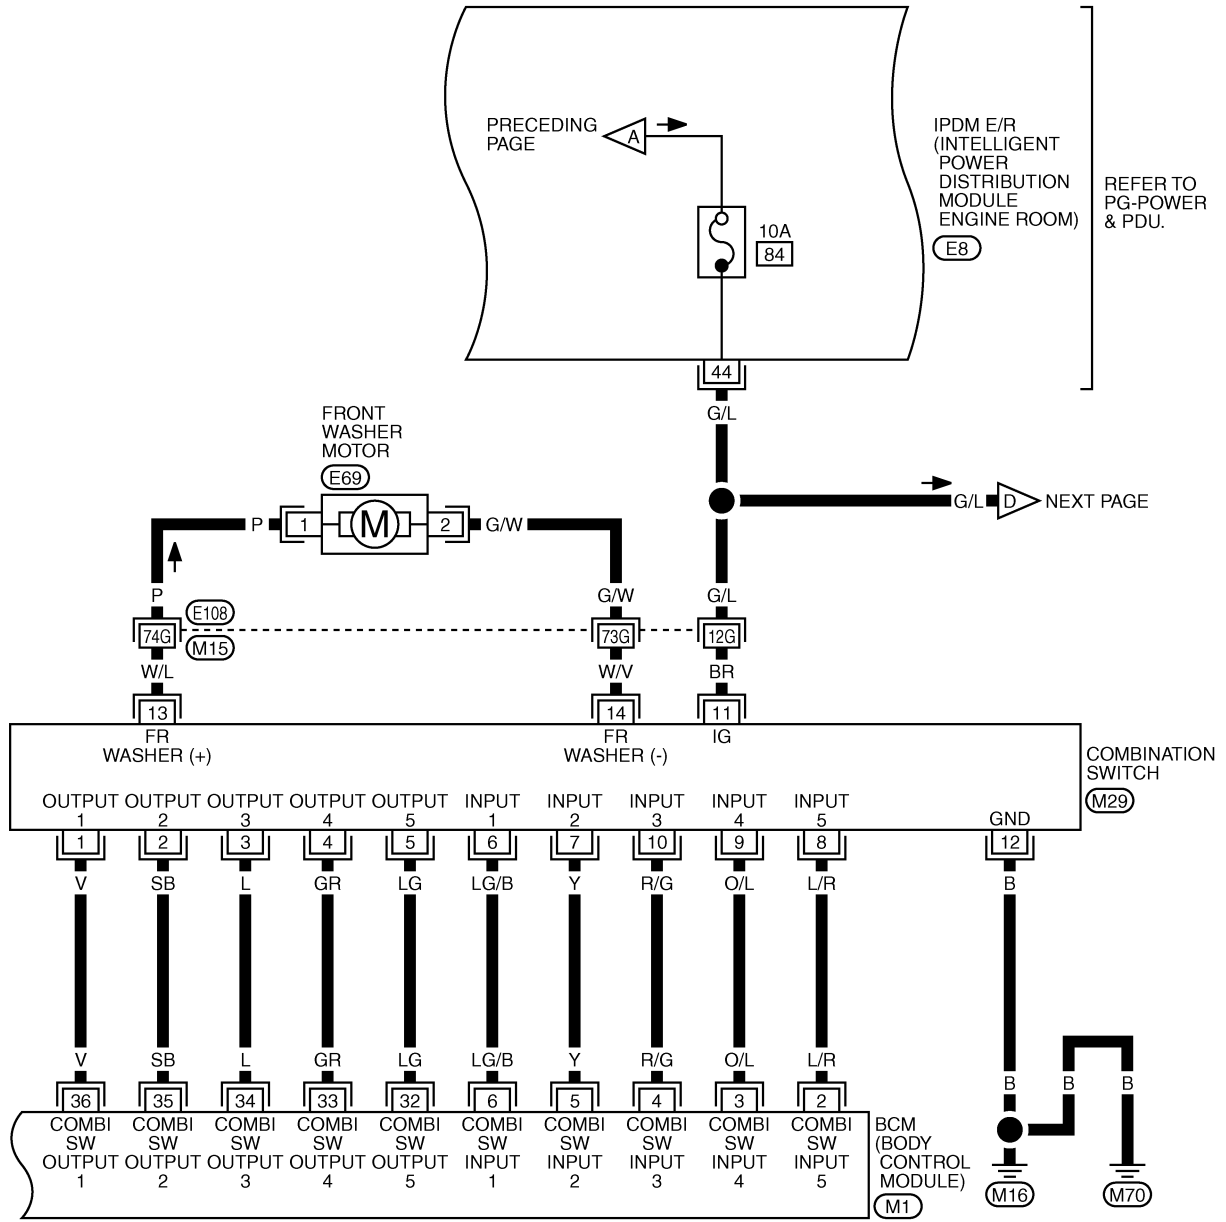 PRECEDING
PAGE
A
10A
84
IPDM E/R
(INTELLIGENT
POWER
DISTRIBUTION
MODULE
ENGINE ROOM)
E8
REFER TO
PG-POWER
& PDU.
44
G/L
FRONT
WASHER
MOTOR
E69
P
1
M
2
G/W
G/L
D
NEXT PAGE
P
G/W
G/L
E108
74G
73G
12G
M15
W/L
W/V
BR
13
14
11
FR
WASHER (+)
FR
WASHER (-)
IG
COMBINATION
SWITCH
M29
OUTPUT OUTPUT OUTPUT OUTPUT OUTPUT INPUT INPUT INPUT INPUT INPUT
1 2 3 4 5 1 2 3 4 5 GND
1 2 3 4 5 6 7 10 9 8 12
V SB L GR LG LG/B Y R/G O/L L/R B
V SB L GR LG LG/B Y R/G O/L L/R
B B B
36 35 34 33 32 6 5 4 3 2
COMBI COMBI COMBI COMBI COMBI COMBI COMBI COMBI COMBI COMBI
SW SW SW SW SW SW SW SW SW SW
OUTPUT OUTPUT OUTPUT OUTPUT OUTPUT INPUT INPUT INPUT INPUT INPUT
1 2 3 4 5 1 2 3 4 5
BCM
(BODY
CONTROL
MODULE)
M1
M16
M70